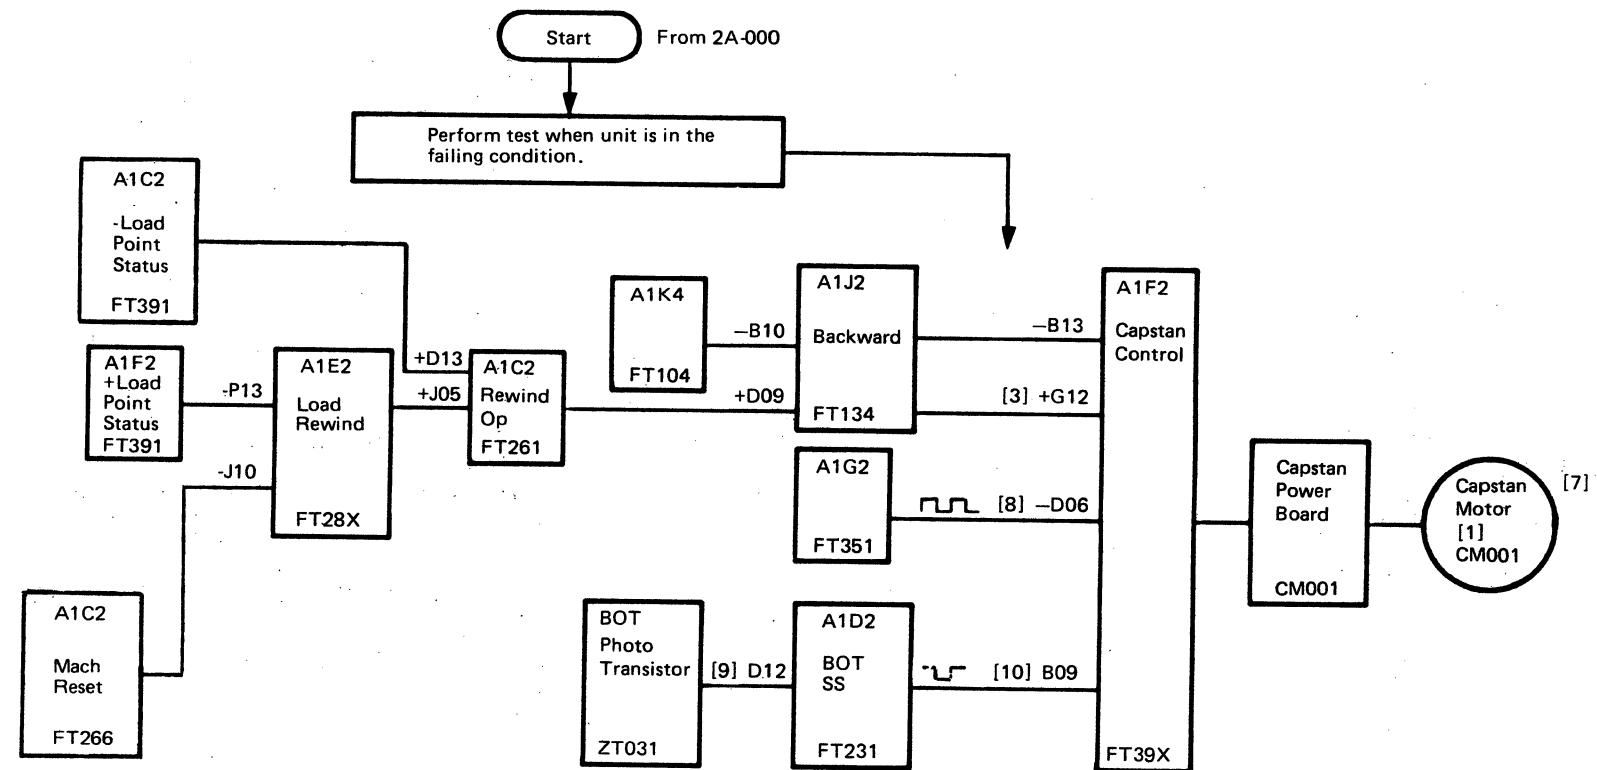 Start
From 2A-000
Perform test when unit is in the
failing condition.
A1C2
-Load
Point
Status
FT391
A1F2
+Load
Point
Status
FT391
-P13
-J10
A1E2
Load
Rewind
FT28X
A1C2
Mach
Reset
FT266
+D13
+J05
A1C2
Rewind
Op
FT261
A1K4
FT104
—B10
+D09
A1J2
Backward
FT134
—B13
[3] +G12
A1G2
FT351
[8] —D06
BOT
Photo
Transistor
ZT031
[9] D12
A1D2
BOT
SS
FT231
[10] B09
A1F2
Capstan
Control
FT39X
Capstan
Power
Board
CM001
Capstan
Motor
[1]
CM001
[7]